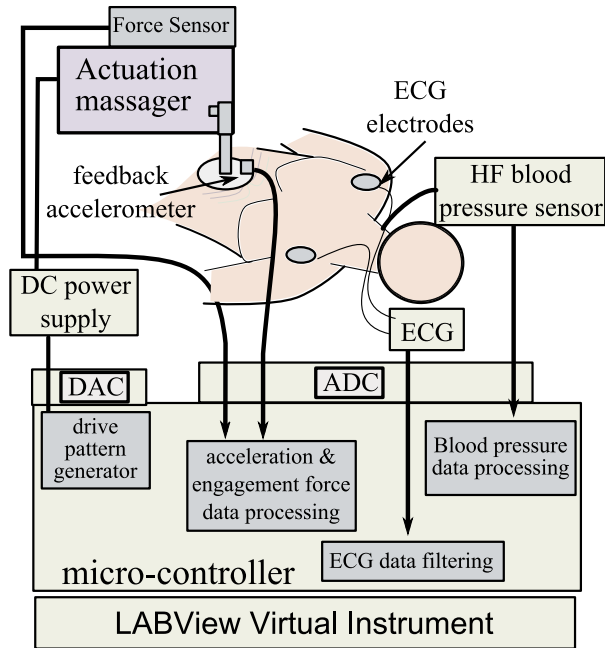 Force Sensor
Actuation
massager
ECG
electrodes
feedback
accelerometer
HF blood
pressure sensor
DC power
supply
ECG
DAC
ADC
drive
pattern
generator
acceleration &
engagement force
data processing
Blood pressure
data processing
ECG data filtering
micro-controller
LABView Virtual Instrument